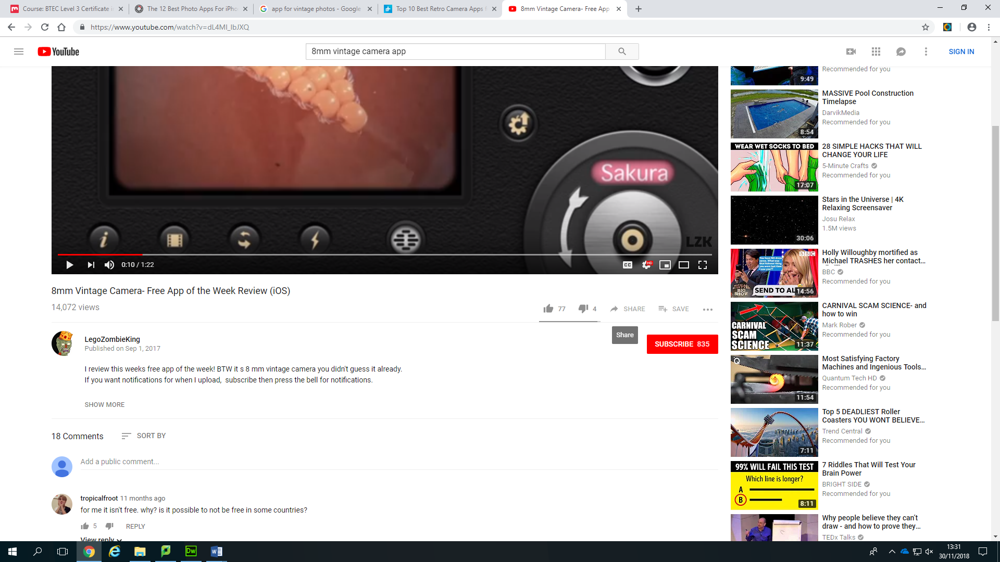 Course: BTEC Level 3 Certificate in
The 12 Best Photo Apps For iPho
app for vintage photos - Google
Top 10 Best Retro Camera Apps f
8mm Vintage Camera- Free App
https://www.youtube.com/watch?v=dL4MI_IbJXQ
YouTube
8mm vintage camera app
SIGN IN
Sakura
LZK
0:10 / 1:22
CC
HD
8mm Vintage Camera- Free App of the Week Review (iOS)
14,072 views
77
4
SHARE
SAVE
Share
LegoZombieKing
Published on Sep 1, 2017
SUBSCRIBE 835
I review this weeks free app of the week! BTW it s 8 mm vintage camera you didn't guess it already.
If you want notifications for when I upload, subscribe then press the bell for notifications.
SHOW MORE
18 Comments
SORT BY
Add a public comment...
tropicalfroot 11 months ago
for me it isn't free. why? is it possible to not be free in some countries?
5
REPLY
View reply
Recommended for you
9:49
MASSIVE Pool Construction
Timelapse
DarvikMedia
Recommended for you
8:54
WEAR WET SOCKS TO BED
17:07
28 SIMPLE HACKS THAT WILL
CHANGE YOUR LIFE
5-Minute Crafts
Recommended for you
30:06
Stars in the Universe | 4K
Relaxing Screensaver
Josu Relax
1.5M views
BBC
BIG
SHOW
SEND TO AL
14:56
Holly Willoughby mortified as
Michael TRASHES her contact...
BBC
Recommended for you
CARNIVAL
SCAM
SCIENCE
11:37
CARNIVAL SCAM SCIENCE- and
how to win
Mark Rober
Recommended for you
11:54
Most Satisfying Factory
Machines and Ingenious Tools...
Quantum Tech HD
Recommended for you
7:11
Top 5 DEADLIEST Roller
Coasters YOU WONT BELIEVE...
Trend Central
Recommended for you
99% WILL FAIL THIS TEST
Which line is longer?
A
B
8:11
7 Riddles That Will Test Your
Brain Power
BRIGHT SIDE
Recommended for you
Why people believe they can't
draw - and how to prove they...
TEDx Talks
Dw
13:31
30/11/2018